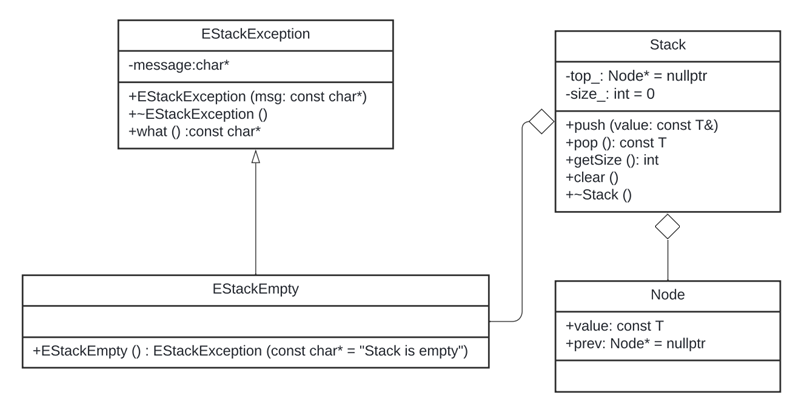 EStackException
-message:char*
+EStackException (msg: const char*)
+~EStackException ()
+what () :const char*
Stack
-top_: Node* = nullptr
-size_: int = 0
+push (value: const T&)
+pop (): const T
+getSize (): int
+clear ()
+~Stack ()
EStackEmpty
+EStackEmpty () : EStackException (const char* = "Stack is empty")
Node
+value: const T
+prev: Node* = nullptr